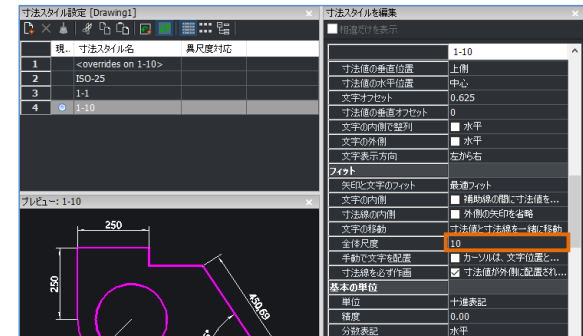 寸法スタイル設定 [Drawing1]
現.. 寸法スタイル名 異尺度対応
1 <overrides on 1-10>
2 ISO-25
3 1-1
4 1-10
プレビュー: 1-10
250
250
450,69
寸法スタイルを編集
相違だけを表示
1-10
寸法値の垂直位置 上側
寸法値の水平位置 中心
文字オフセット 0.625
寸法値の垂直オフセット 0
文字の内側で整列 水平
文字の外側 水平
文字表示方向 左から右
フィット
矢印と文字のフィット 最適フィット
文字の内側 補助線の間に寸法値を...
寸法線の内側 外側の矢印を省略
文字の移動 寸法値と寸法線を一緒に移動
全体尺度 10
手動で文字を配置 カーソルは、文字位置と...
寸法線を必ず作画 寸法値が外側に配置され...
基本の単位
単位 十進表記
精度 0.00
分数表記 水平